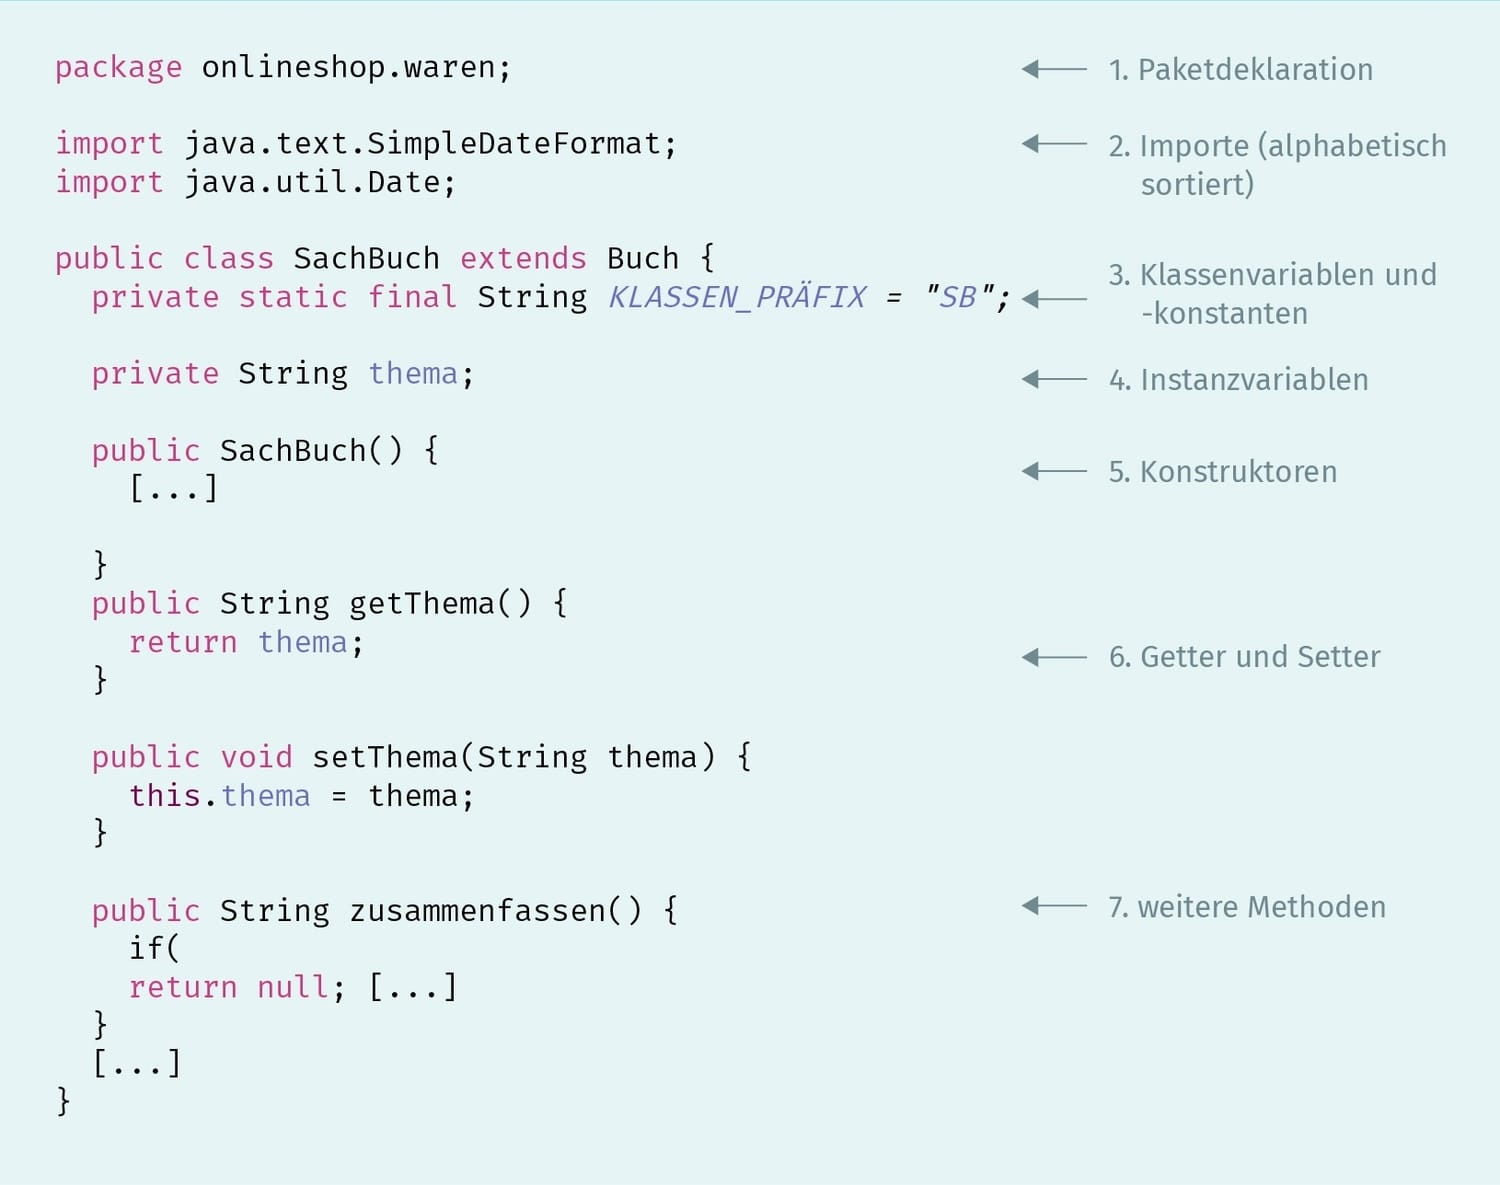 package onlineshop.waren;
1. Paketdeklaration
import java.text.SimpleDateFormat;
2. Importe (alphabetisch
import java.util.Date;
sortiert)
public class SachBuch extends Buch {
3. Klassenvariablen und
private static final String KLASSEN_PRÄFIX = "SB";
-konstanten
private String thema;
4. Instanzvariablen
public SachBuch() {
5. Konstruktoren
[...]
}
public String getThema() {
return thema;
6. Getter und Setter
}
public void setThema(String thema) {
this.thema = thema;
}
public String zusammenfassen() {
7. weitere Methoden
if(
return null; [...]
}
[...]
}